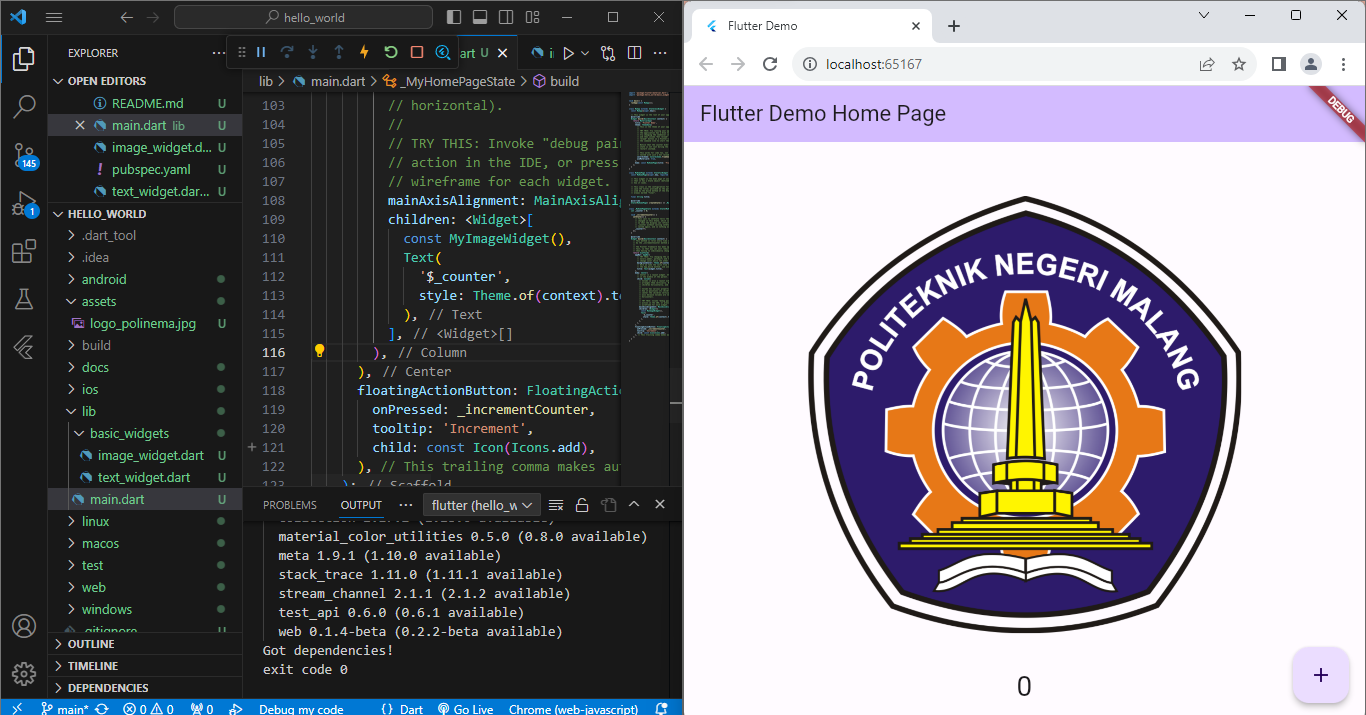 hello_world
EXPLORER
OPEN EDITORS
README.md U
main.dart lib U
image_widget.d... U
! pubspec.yaml U
text_widget.dar... U
HELLO_WORLD
.dart_tool
.idea
android
assets
logo_polinema.jpg U
build
docs
ios
lib
basic_widgets
image_widget.dart U
text_widget.dart U
main.dart U
linux
macos
test
web
windows
.gitignore U
OUTLINE
TIMELINE
DEPENDENCIES
145
1
art U
lib > main.dart > _MyHomePageState > build
103 // horizontal).
104 //
105 // TRY THIS: Invoke "debug pai
106 // action in the IDE, or press
107 // wireframe for each widget.
108 mainAxisAlignment: MainAxisAlig
109 children: <Widget>[
110 const MyImageWidget(),
111 Text(
112 '$_counter',
113 style: Theme.of(context).te
114 ), // Text
115 ], // <Widget>[]
116 ), // Column
117 ), // Center
118 floatingActionButton: FloatingActio
119 onPressed: _incrementCounter,
120 tooltip: 'Increment',
121 child: const Icon(Icons.add),
122 ), // This trailing comma makes au
123 ); // Scaffold
PROBLEMS OUTPUT ... flutter (hello_w
material_color_utilities 0.5.0 (0.8.0 available)
meta 1.9.1 (1.10.0 available)
stack_trace 1.11.0 (1.11.1 available)
stream_channel 2.1.1 (2.1.2 available)
test_api 0.6.0 (0.6.1 available)
web 0.1.4-beta (0.2.2-beta available)
Got dependencies!
exit code 0
main* 0 0 0 Debug my code {} Dart Go Live Chrome (web-javascript)
Flutter Demo
localhost:65167
Flutter Demo Home Page
DEBUG
POLITEKNIK NEGERI MALANG
0